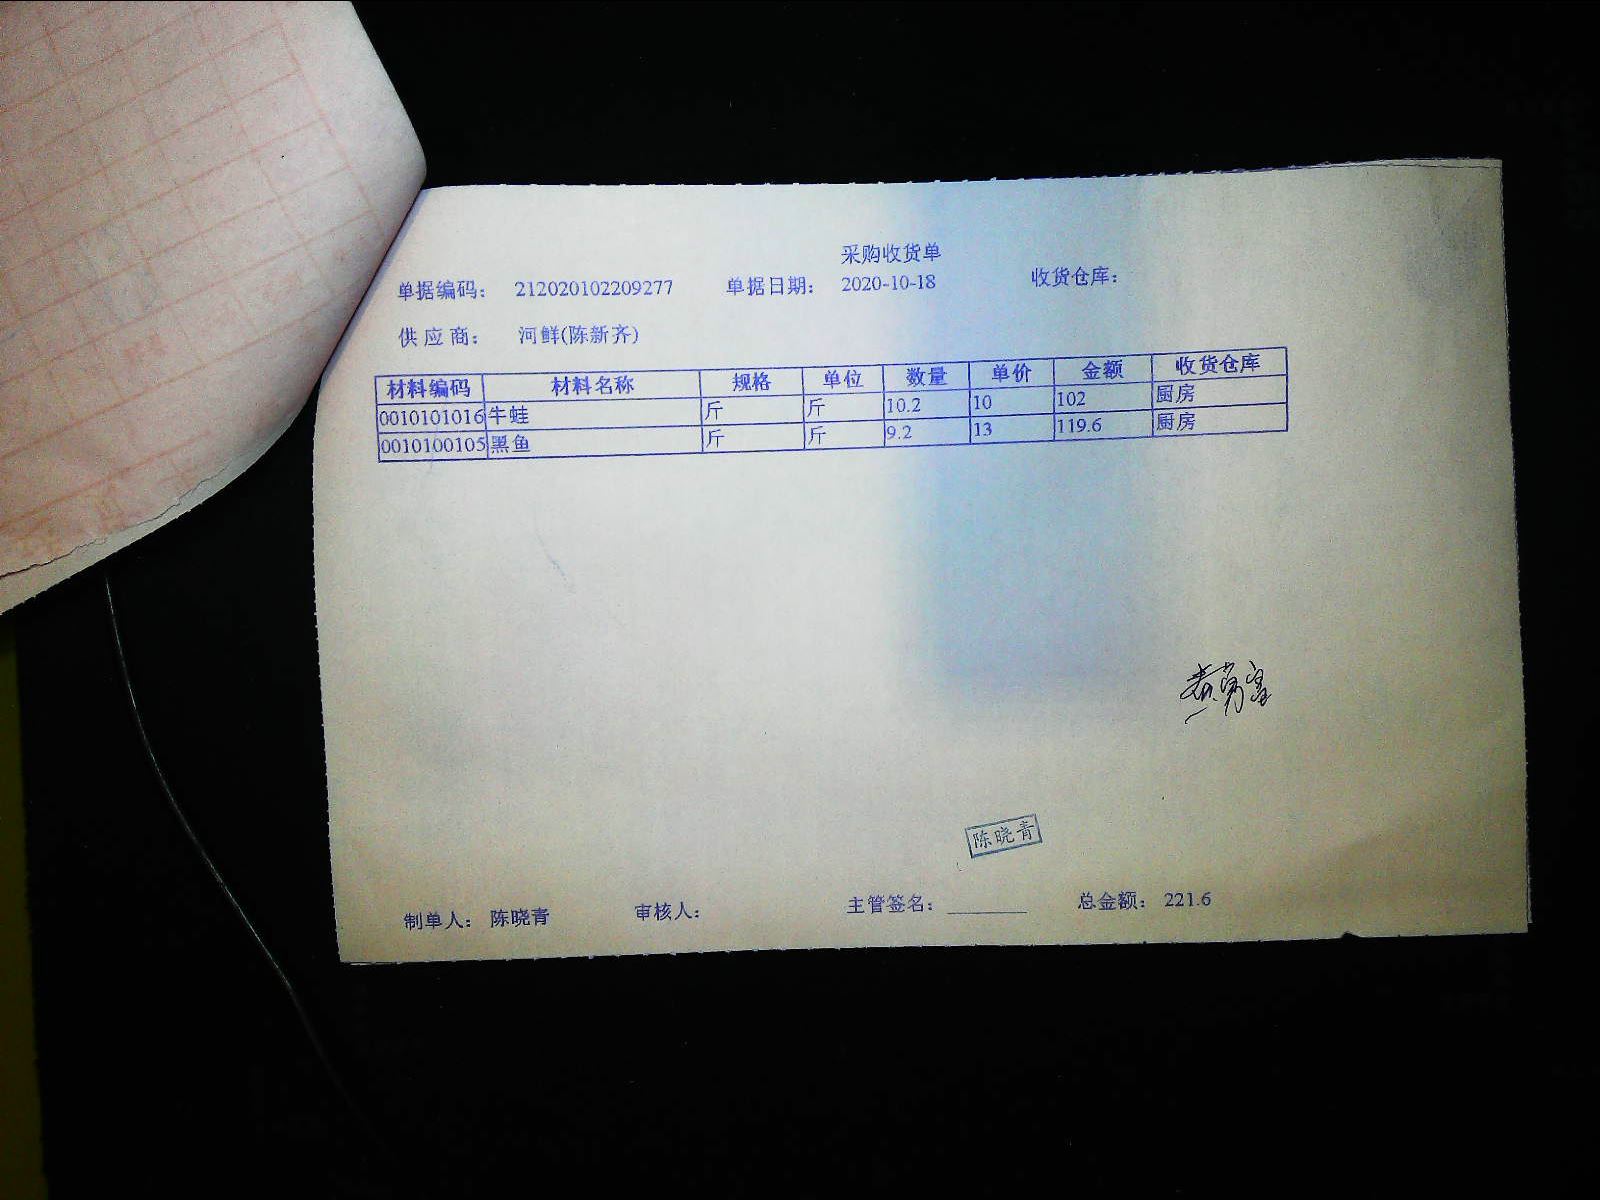 采购收货单
单据编码： 212020102209277 单据日期： 2020-10-18 收货仓库：
供应商： 河鲜(陈新齐)
材料编码 材料名称 规格 单位 数量 单价 金额 收货仓库
0010101016 牛蛙 斤 斤 10.2 10 102 厨房
0010100105 黑鱼 斤 斤 9.2 13 119.6 厨房
陈晓青
制单人： 陈晓青 审核人： 主管签名： ________ 总金额： 221.6